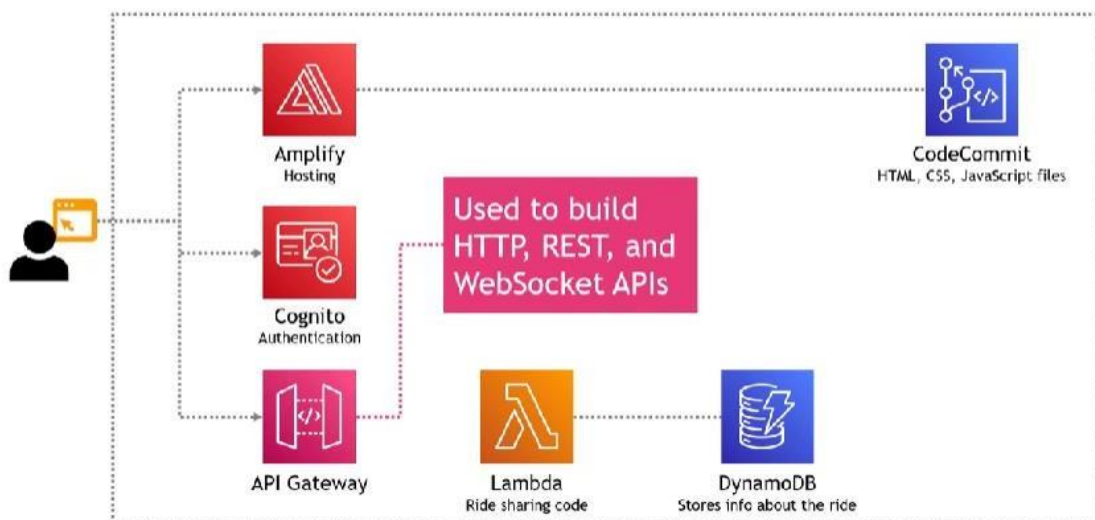 Amplify
Hosting
CodeCommit
HTML, CSS, JavaScript files
Used to build
HTTP, REST, and
WebSocket APIs
Cognito
Authentication
API Gateway
Lambda
Ride sharing code
DynamoDB
Stores info about the ride